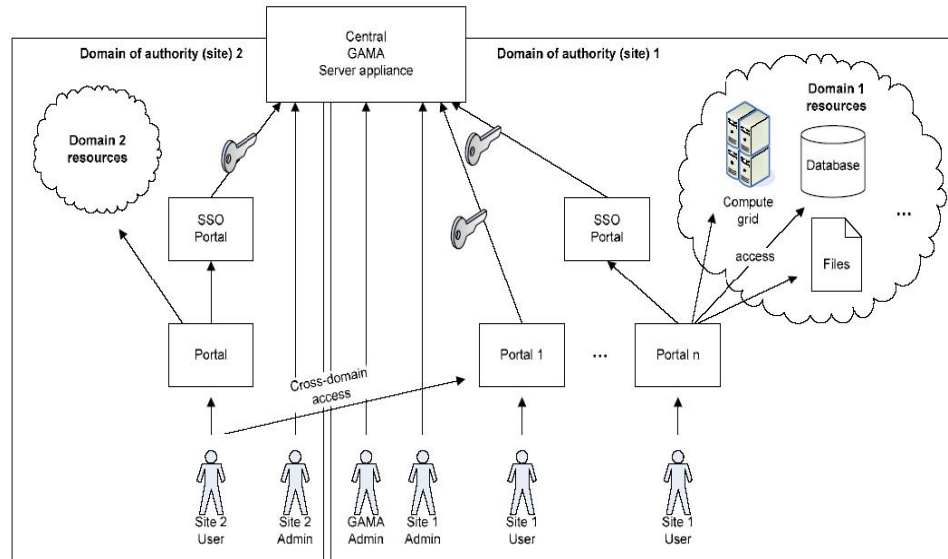 Central
GAMA
Server appliance
Domain of authority (site) 2
Domain of authority (site) 1
Domain 2
resources
Domain 1
resources
Database
Compute
grid
...
SSO
Portal
SSO
Portal
access
Files
Portal
Portal 1
...
Portal n
Cross-domain
access
Site 2
User
Site 2
Admin
GAMA
Admin
Site 1
Admin
Site 1
User
Site 1
User